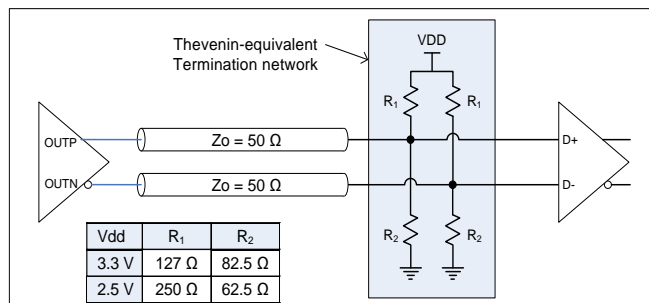 Thevenin-equivalent
Termination network
VDD
R1 R1
OUTP Zo = 50 Ω D+
OUTN Zo = 50 Ω D-
R2 R2
Vdd R1 R2
3.3 V 127 Ω 82.5 Ω
2.5 V 250 Ω 62.5 Ω